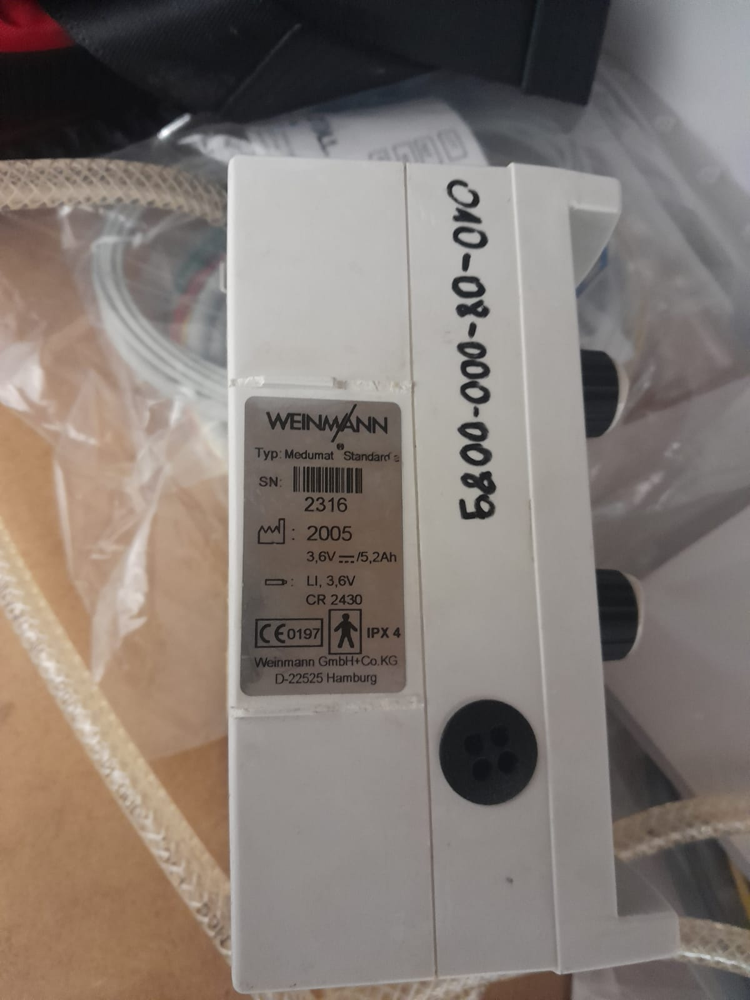 WEINMANN
Typ: Medumat® Standard a
SN:
2316
: 2005
3,6V /5,2Ah
: LI, 3,6V
CR 2430
CE0197 IPX 4
Weinmann GmbH+Co.KG
D-22525 Hamburg
5800-000-080-010